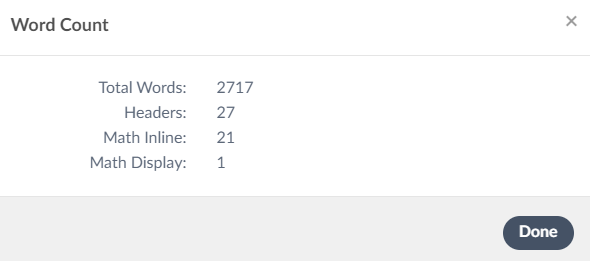 Word Count ×
Total Words: 2717
Headers: 27
Math Inline: 21
Math Display: 1
Done